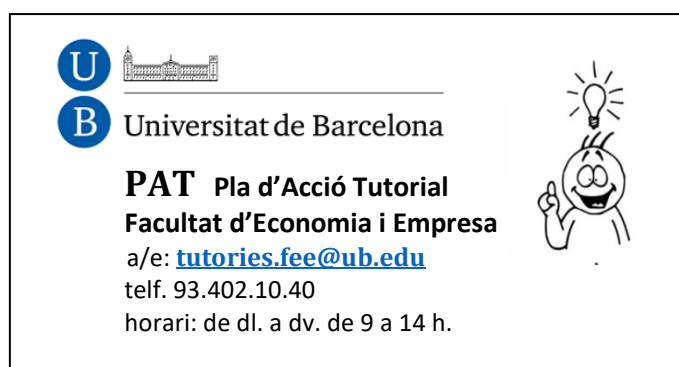 U
B Universitat de Barcelona
PAT Pla d'Acció Tutorial
Facultat d'Economia i Empresa
a/e: tutories.fee@ub.edu
telf. 93.402.10.40
horari: de dl. a dv. de 9 a 14 h.